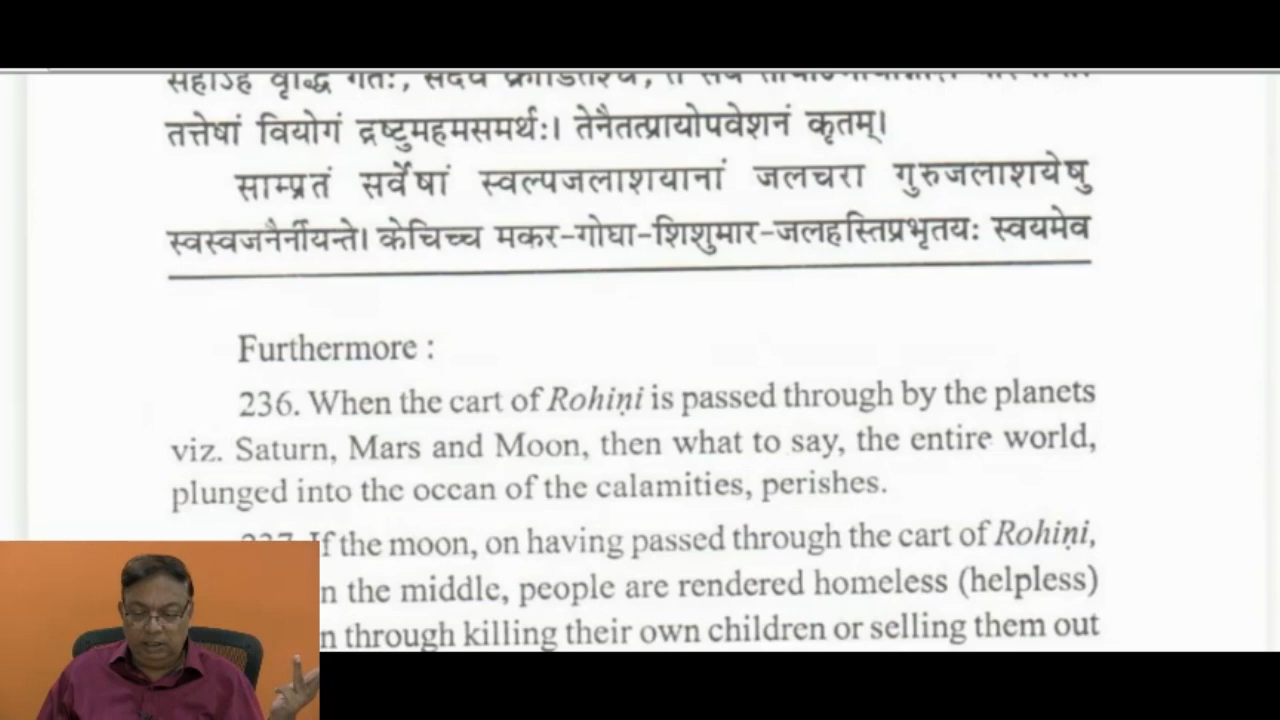 तत्तेषां वियोगं द्रष्टुमहमसमर्थः। तेनैतत्प्रायोपवेशनं कृतम्।
साम्प्रतं सर्वेषां स्वल्पजलाशयानां जलचरा गुरुजलाशयेषु
स्वस्वजनैर्नीयन्ते। केचिच्च मकर-गोधा-शिशुमार-जलहस्तिप्रभृतयः स्वयमेव
Furthermore :
236. When the cart of Rohiṇi is passed through by the planets
viz. Saturn, Mars and Moon, then what to say, the entire world,
plunged into the ocean of the calamities, perishes.
If the moon, on having passed through the cart of Rohiṇi,
the middle, people are rendered homeless (helpless)
through killing their own children or selling them out